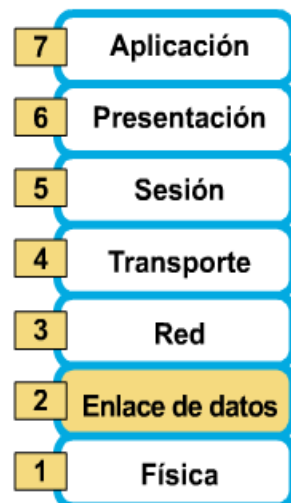 7 Aplicación
6 Presentación
5 Sesión
4 Transporte
3 Red
2 Enlace de datos
1 Física